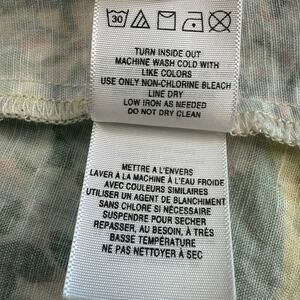 30
TURN INSIDE OUT
MACHINE WASH COLD WITH
LIKE COLORS
USE ONLY NON-CHLORINE BLEACH
LINE DRY
LOW IRON AS NEEDED
DO NOT DRY CLEAN
METTRE A L'ENVERS
LAVER À LA MACHINE À L'EAU FROIDE
AVEC COULEURS SIMILAIRES
UTILISER UN AGENT DE BLANCHIMENT
SANS CHLORE SI NÉCESSAIRE
SUSPENDRE POUR SÉCHER
REPASSER, AU BESOIN, À TRÈS
BASSE TEMPÉRATURE
NE PAS NETTOYER À SEC